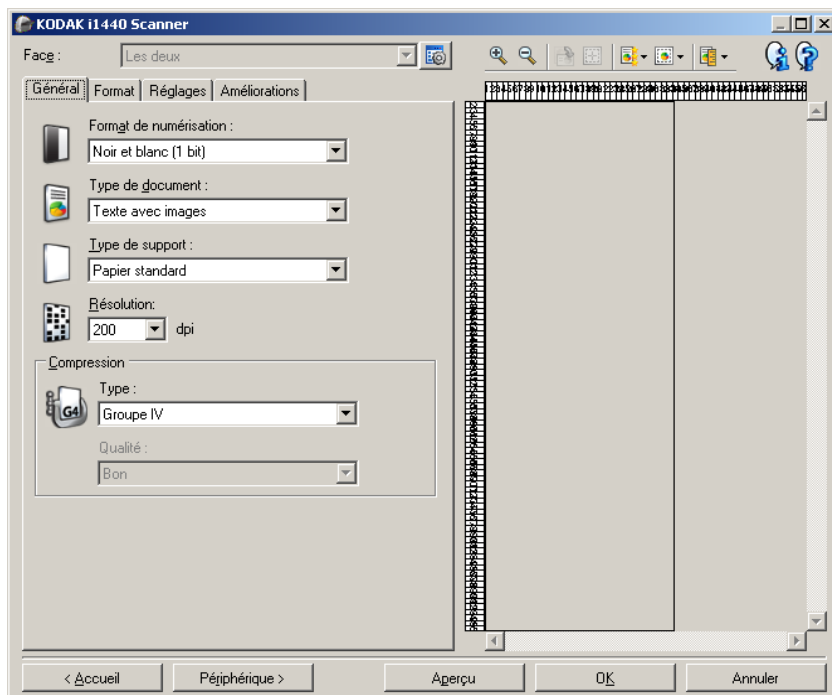 KODAK i1440 Scanner
Face :
Les deux
Général
Format
Réglages
Améliorations
Format de numérisation :
Noir et blanc (1 bit)
Type de document :
Texte avec images
Type de support :
Papier standard
Résolution:
200
dpi
Compression
Type :
G4
Groupe IV
Qualité :
Bon
< Accueil
Périphérique >
Aperçu
OK
Annuler